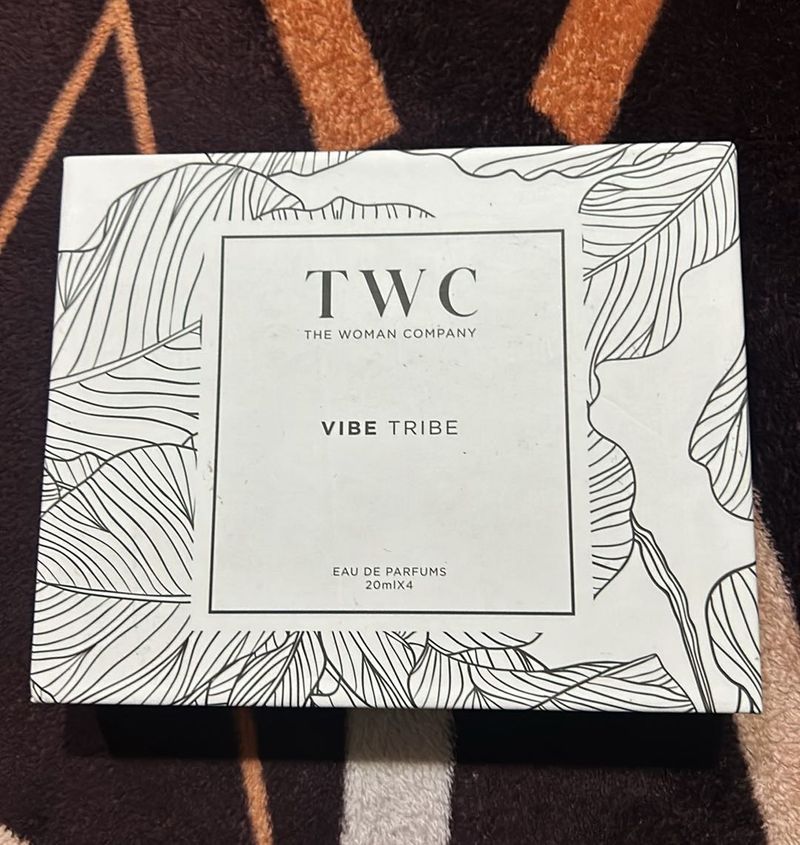 TWC
THE WOMAN COMPANY
VIBE TRIBE
EAU DE PARFUMS
20mlX4